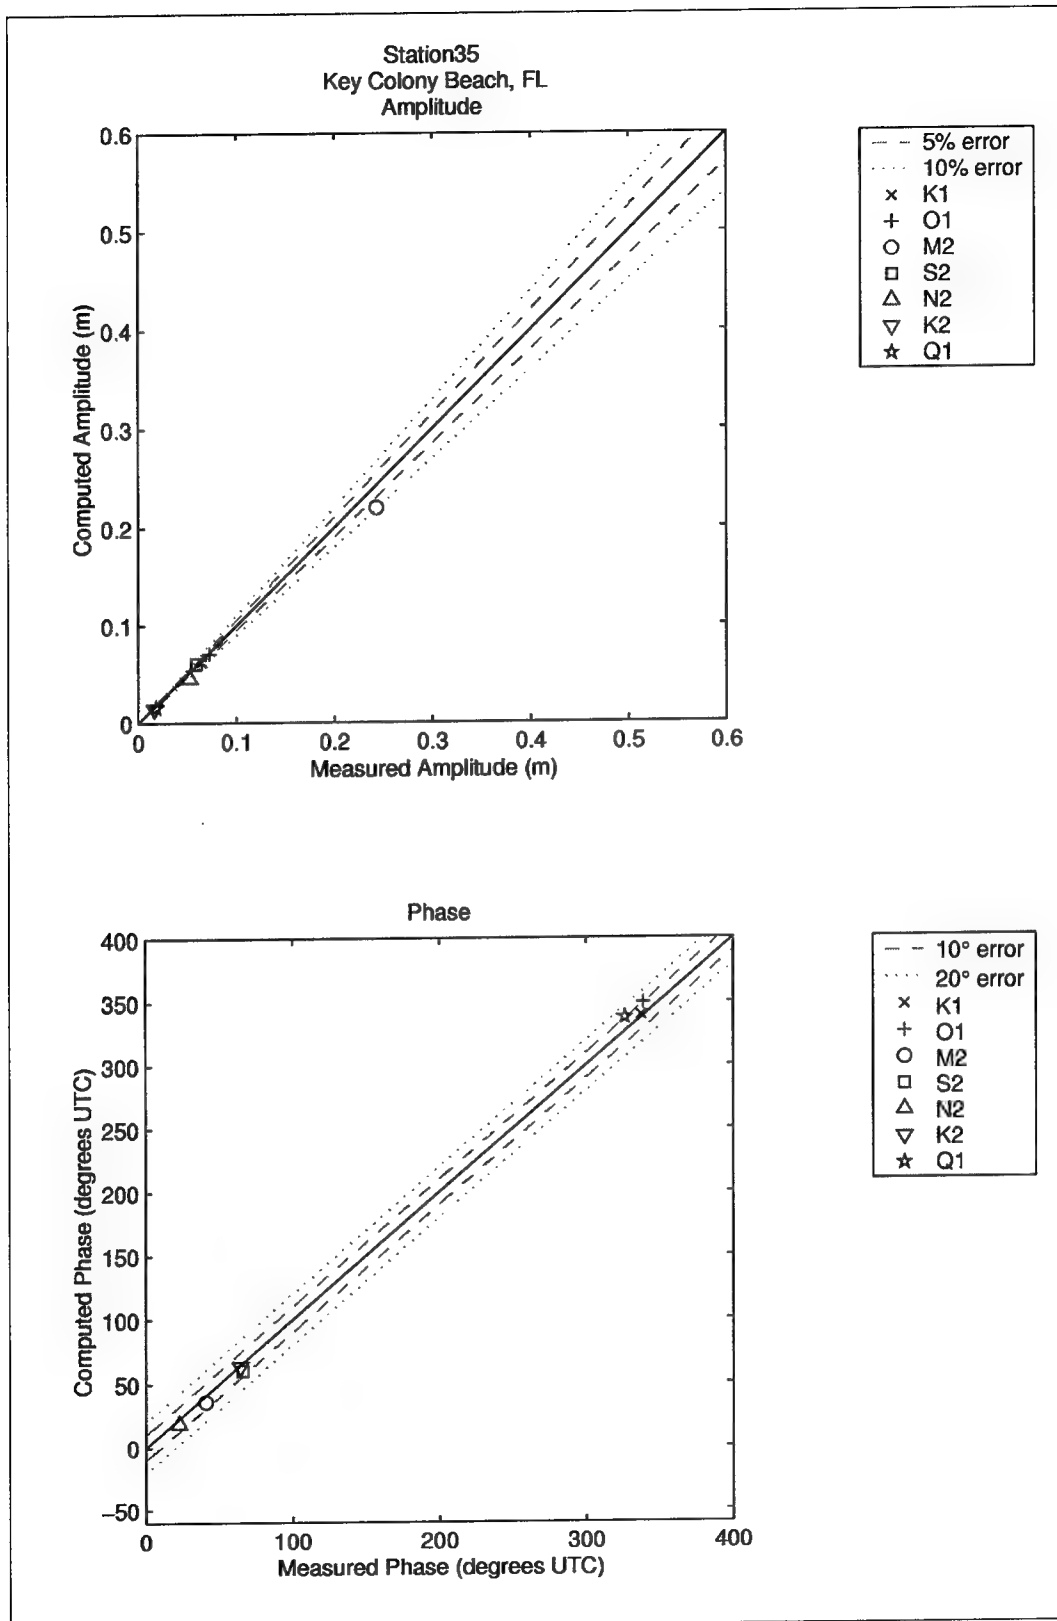 Station35
Key Colony Beach, FL
Amplitude
0.6
0.5
0.4
0.3
0.2
0.1
0
Computed Amplitude (m)
0 0.1 0.2 0.3 0.4 0.5 0.6
Measured Amplitude (m)
5% error
10% error
K1
O1
M2
S2
N2
K2
Q1
Phase
400
350
300
250
200
150
100
50
0
−50
Computed Phase (degrees UTC)
0 100 200 300 400
Measured Phase (degrees UTC)
10° error
20° error
K1
O1
M2
S2
N2
K2
Q1